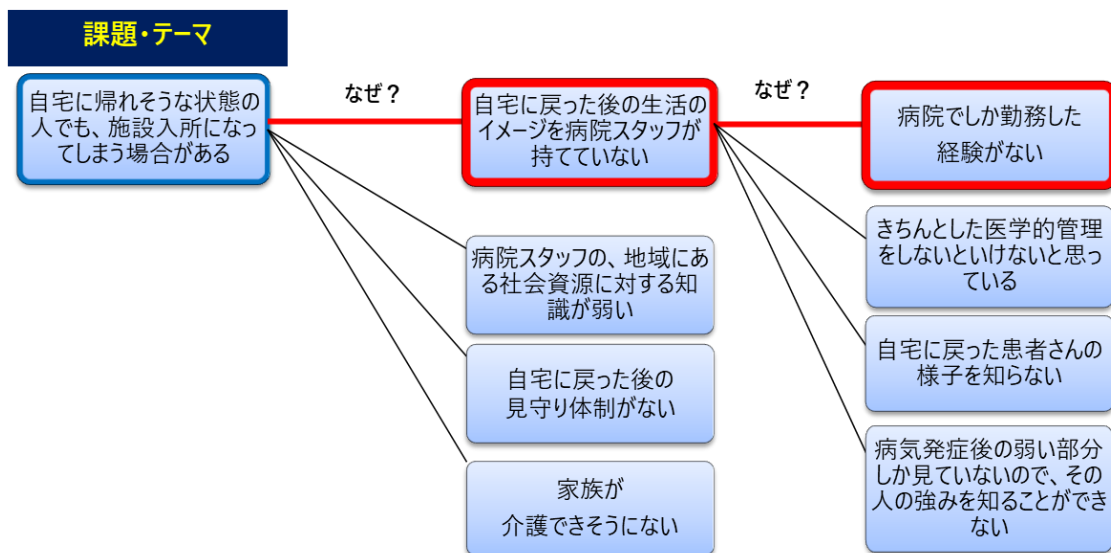 課題・テーマ
自宅に帰れそうな状態の
人でも、施設入所になっ
てしまう場合がある
なぜ？
自宅に戻った後の生活の
イメージを病院スタッフが
持てていない
なぜ？
病院でしか勤務した
経験がない
病院スタッフの、地域にあ
る社会資源に対する知
識が弱い
自宅に戻った後の
見守り体制がない
家族が
介護できそうにない
きちんとした医学的管理
をしないといけないと思っ
ている
自宅に戻った患者さんの
様子を知らない
病気発症後の弱い部分
しか見ていないので、その
人の強みを知ることができ
ない